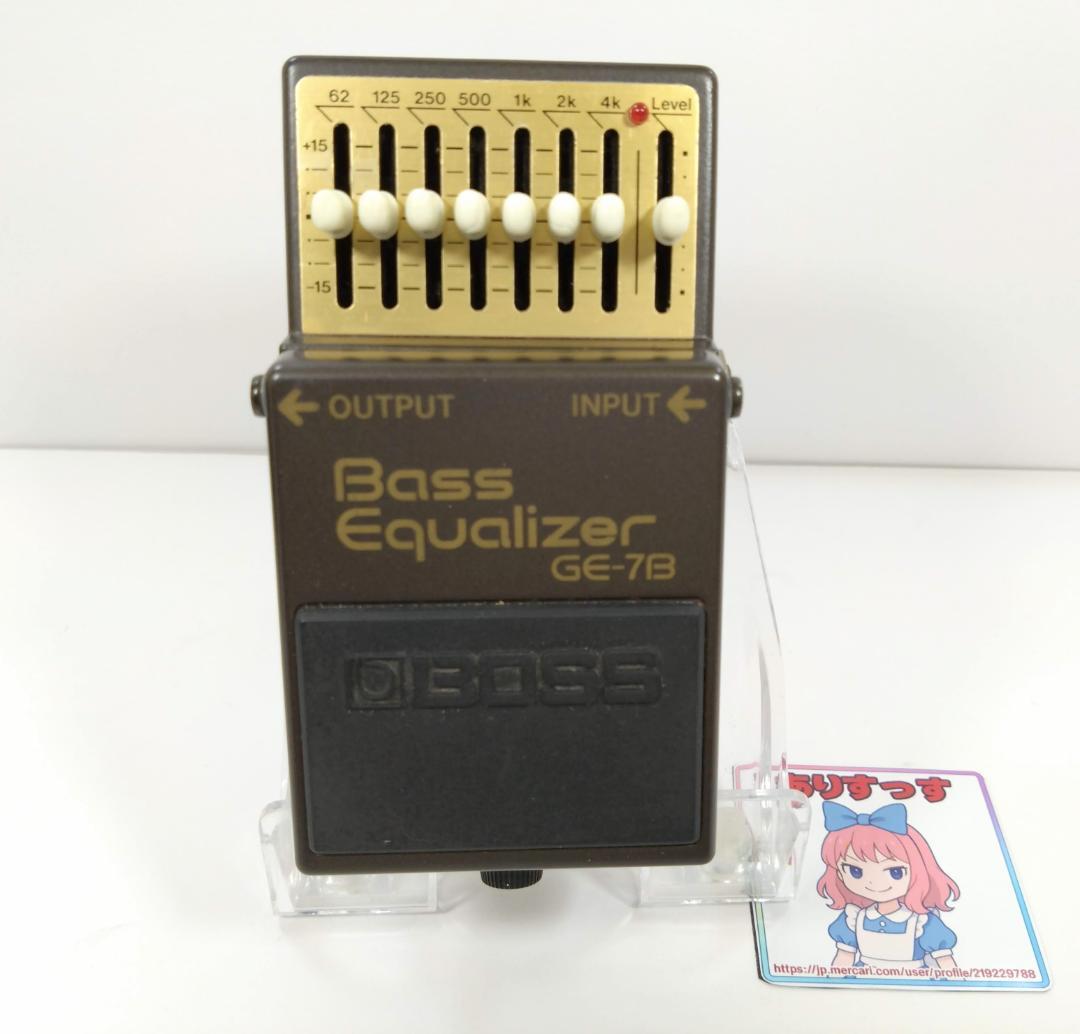 62 125 250 500 1k 2k 4k Level
+15
-15
← OUTPUT INPUT ←
Bass
Equalizer
GE-7B
BOSS
ありすっす
https://jp.mercari.com/user/profile/219229788